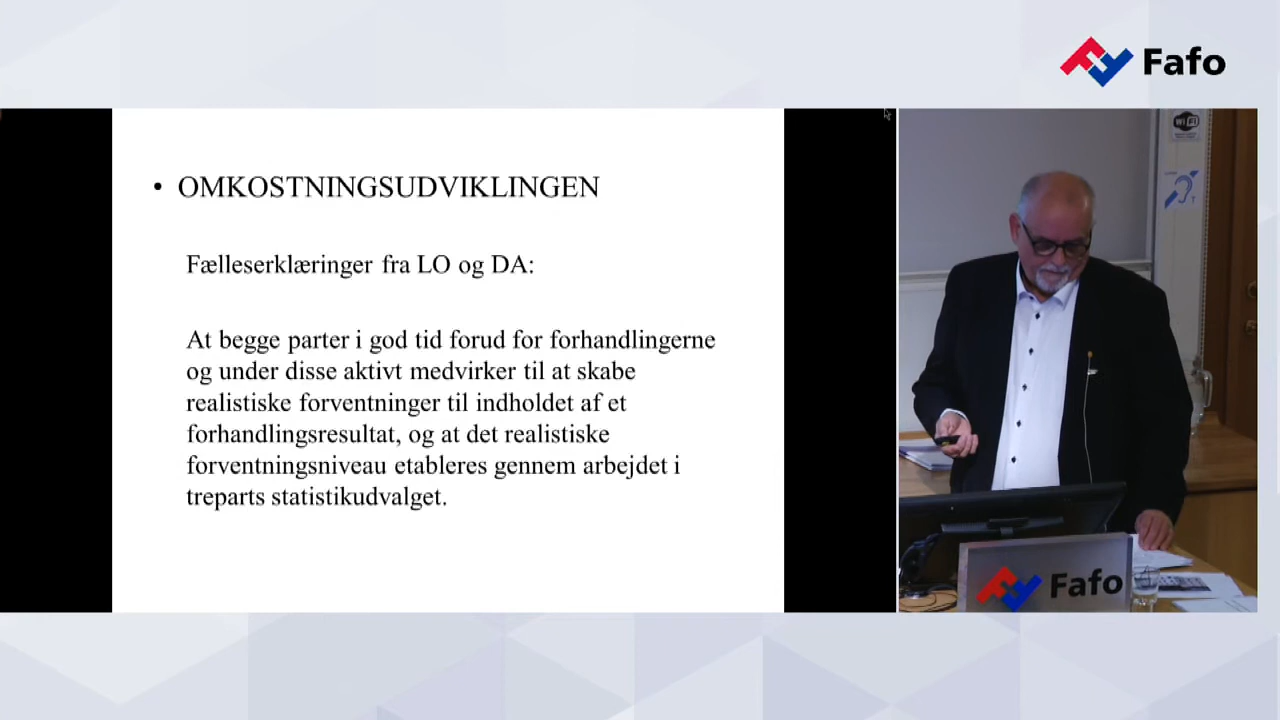 Fafo
• OMKOSTNINGSUDVIKLINGEN
Fælleserklæringer fra LO og DA:
At begge parter i god tid forud for forhandlingerne
og under disse aktivt medvirker til at skabe
realistiske forventninger til indholdet af et
forhandlingsresultat, og at det realistiske
forventningsniveau etableres gennem arbejdet i
treparts statistikudvalget.
Wi Fi
T
Fafo